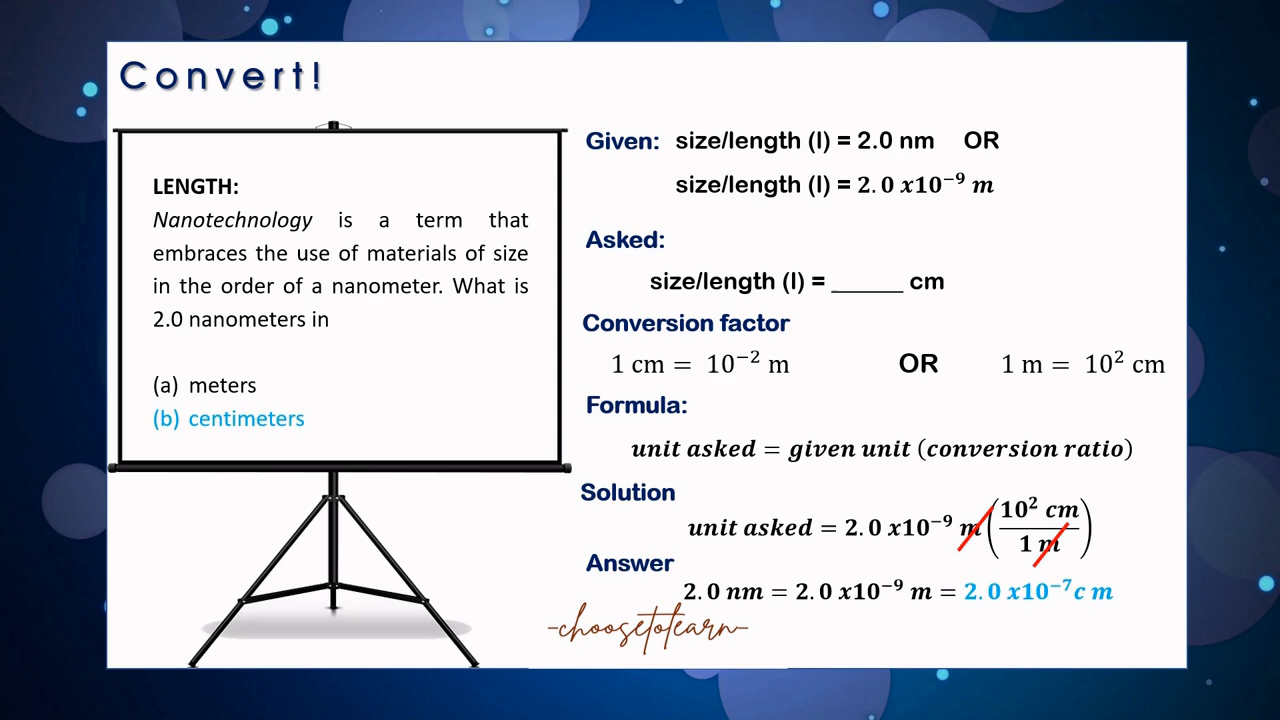 Convert!
LENGTH:
Nanotechnology is a term that
embraces the use of materials of size
in the order of a nanometer. What is
2.0 nanometers in
(a) meters
(b) centimeters
Given: size/length (l) = 2.0 nm OR
size/length (l) = 2.0 x10⁻⁹ m
Asked:
size/length (l) = ______ cm
Conversion factor
1 cm = 10⁻² m OR 1 m = 10² cm
Formula:
unit asked = given unit (conversion ratio)
Solution
unit asked = 2.0 x10⁻⁹ m (10² cm / 1 m)
Answer
2.0 nm = 2.0 x10⁻⁹ m = 2.0 x10⁻⁷c m
-choosetolearn-